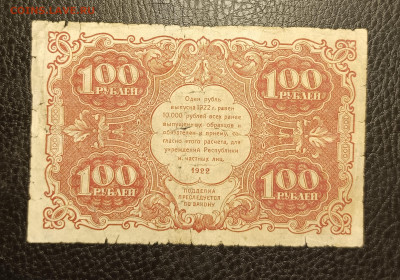 100 100
РУБЛЕЙ РУБЛЕЙ
Один рубль
выпуска 1922 г. равен
10.000 рублей всех ранее
выпущенных образцов и
обязателен к приему, со-
гласно этого расчета, для
учреждений Республики
и частных лиц.
1922
100 100
РУБЛЕЙ РУБЛЕЙ
ПОДДЕЛКА
ПРЕСЛЕДУЕТСЯ
ПО ЗАКОНУ